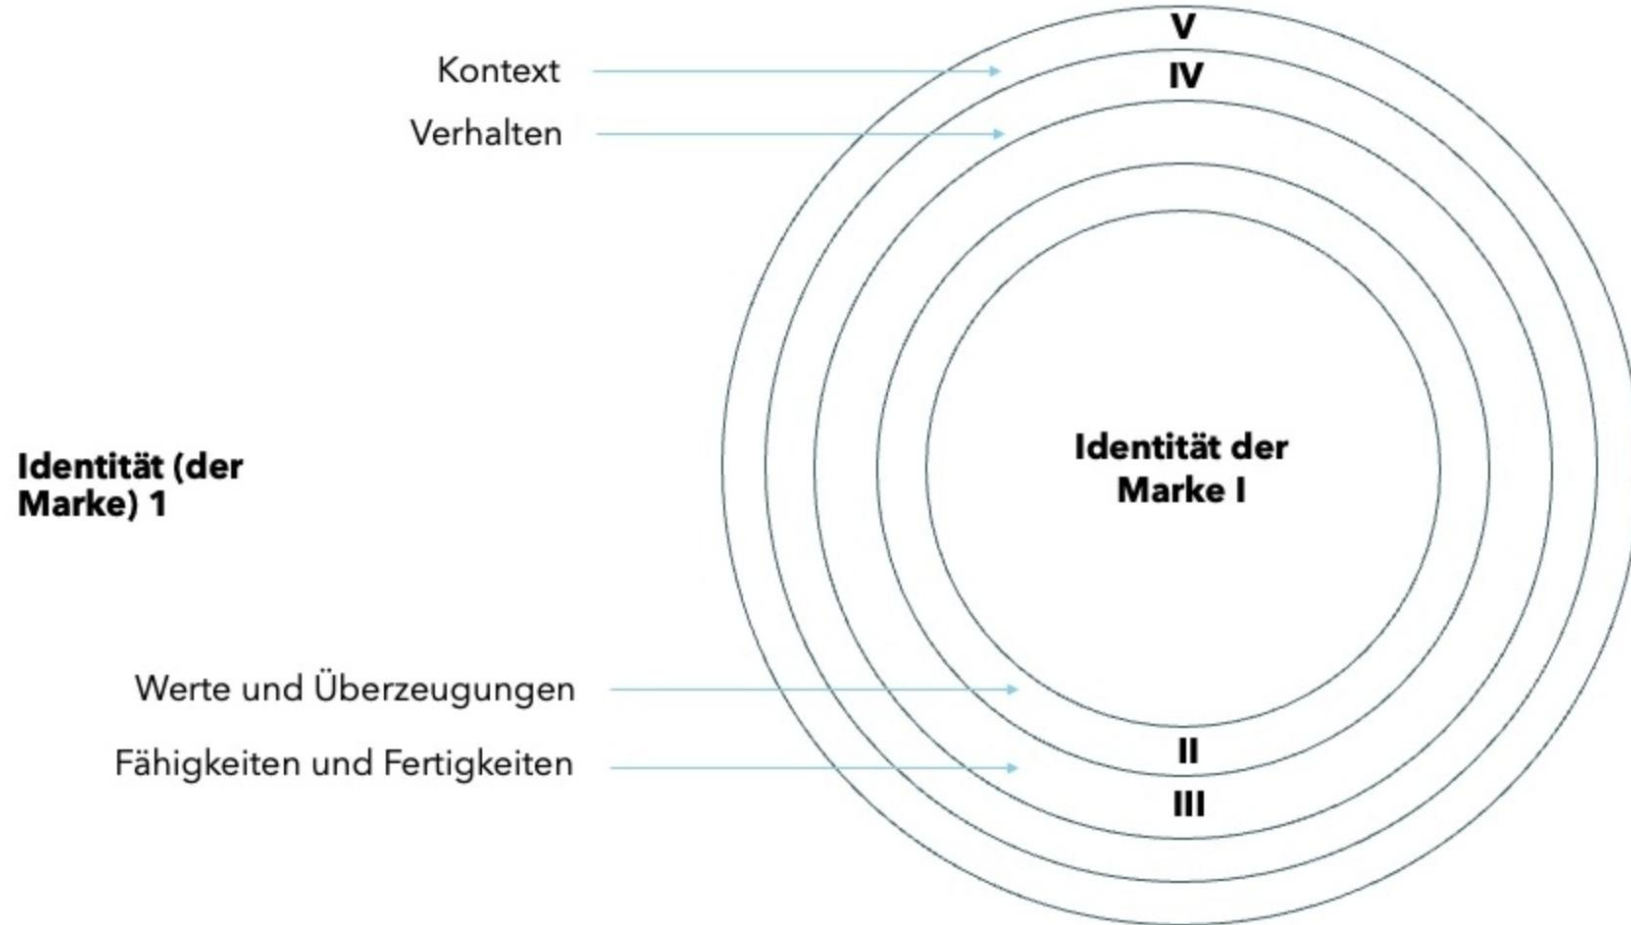 V
Kontext
IV
Verhalten
Identität der
Marke I
Identität (der
Marke) 1
Werte und Überzeugungen
II
Fähigkeiten und Fertigkeiten
III